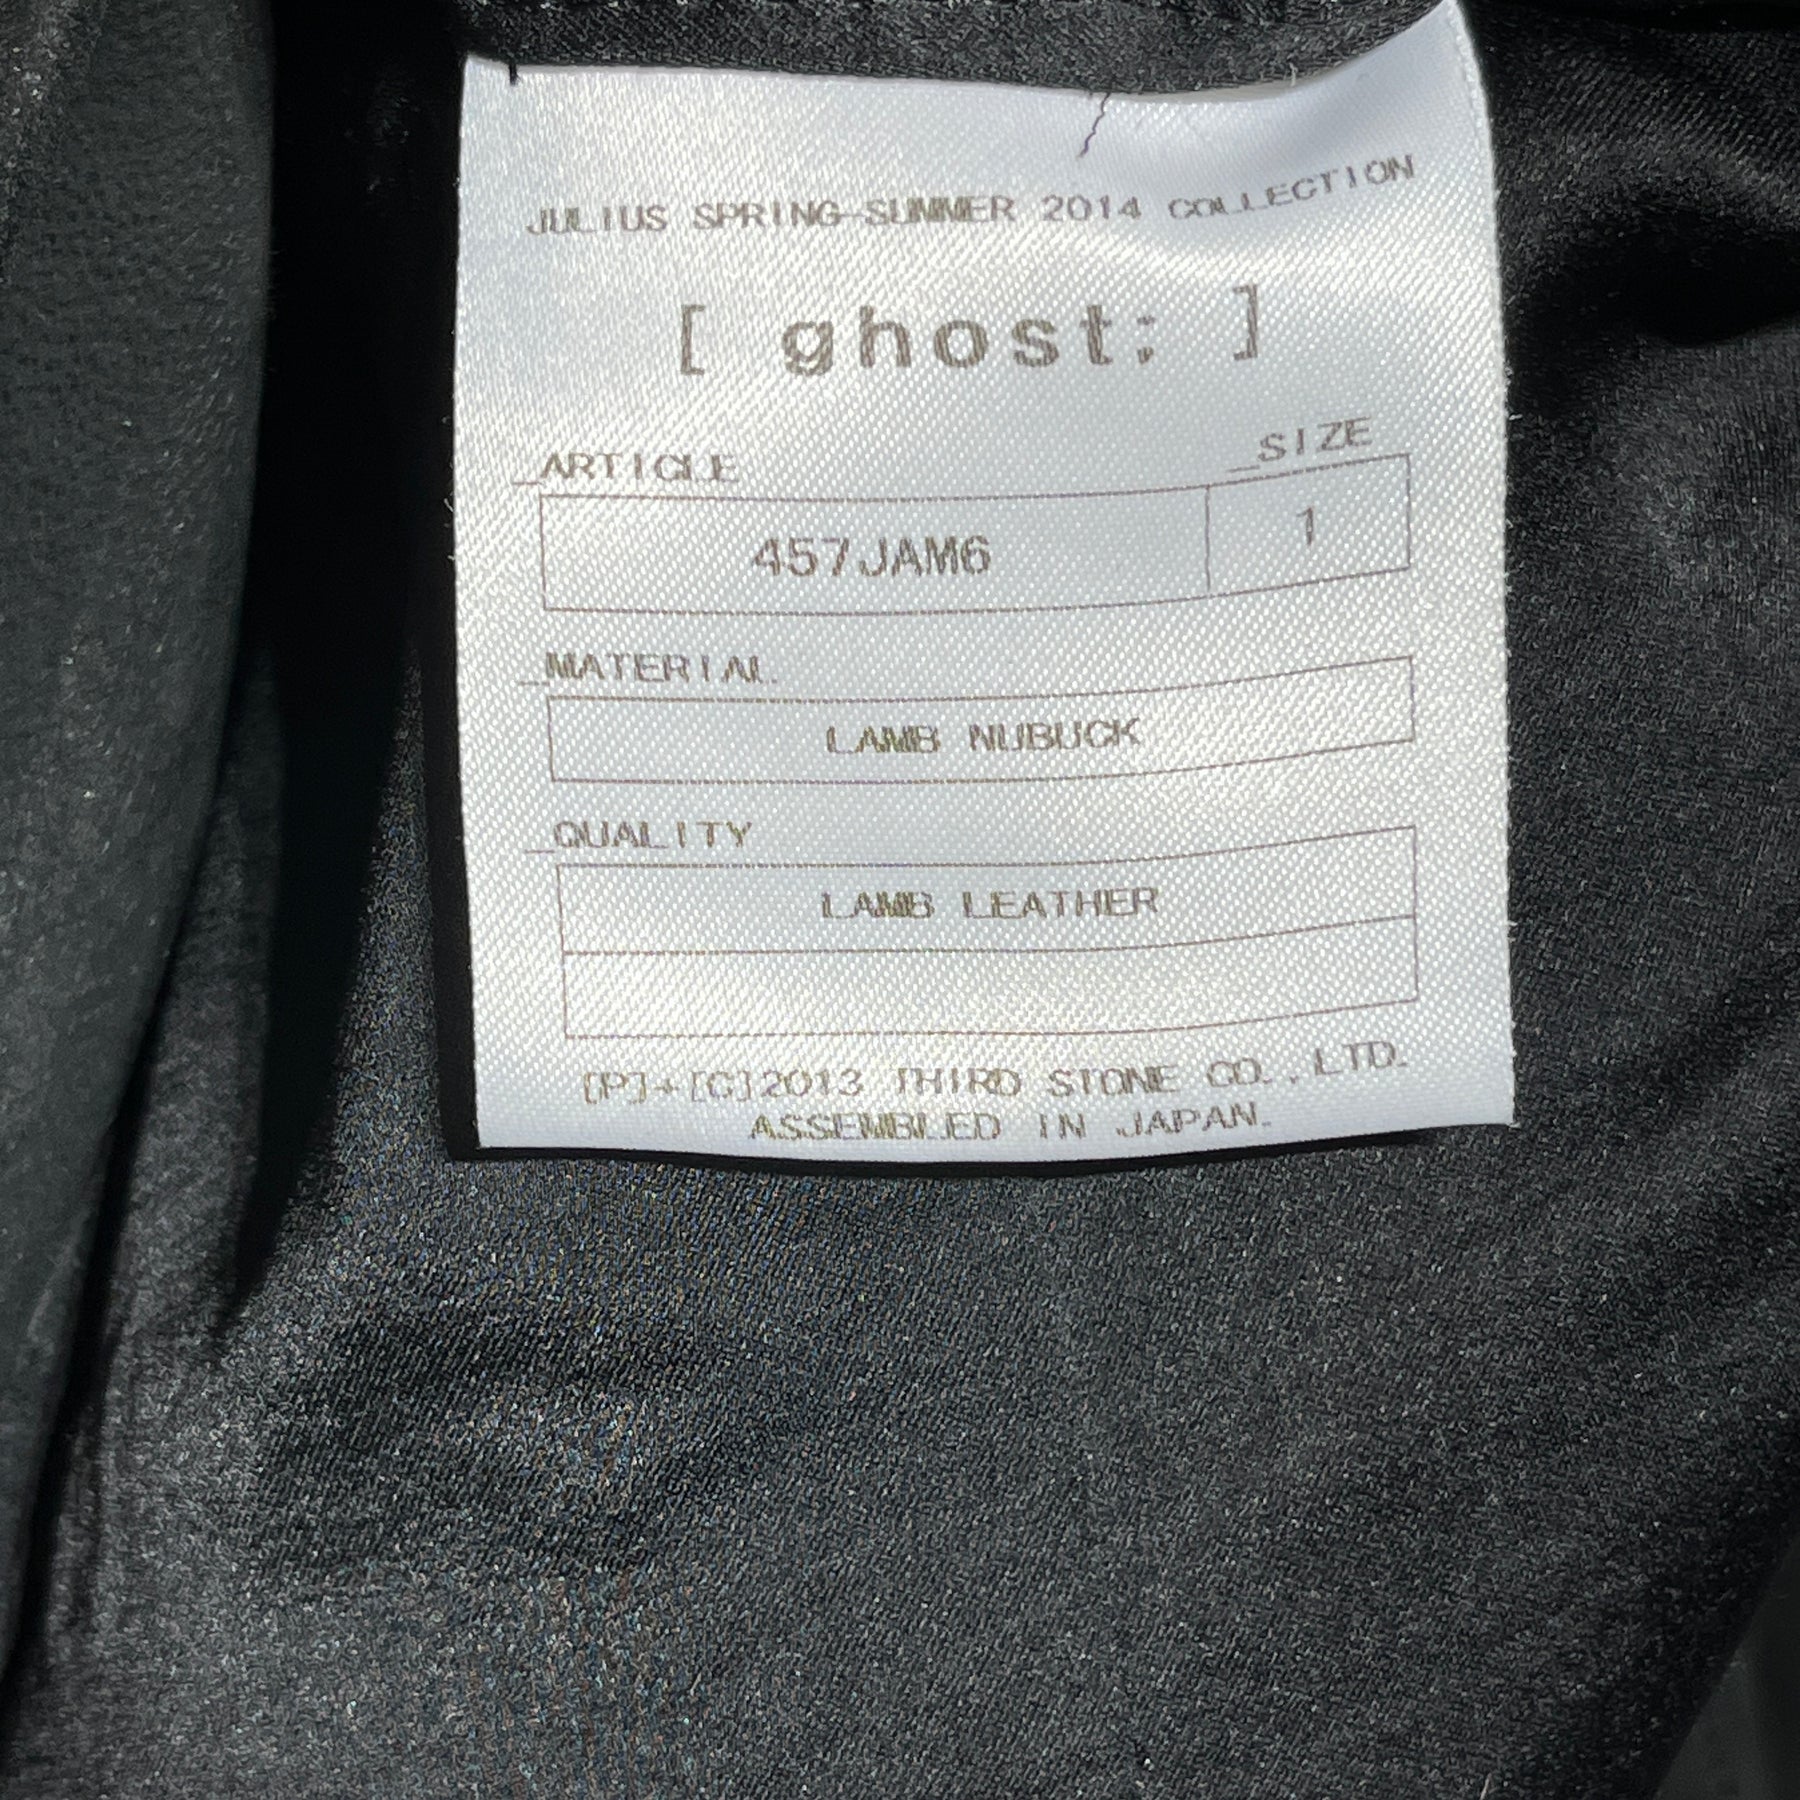 JULIUS SPRING-SUMMER 2014 COLLECTION
[ ghost; ]
_ARTICLE _SIZE
457JAM6 1
_MATERIAL
LAMB NUBUCK
_QUALITY
LAMB LEATHER
[P]+[C]2013 THIRD STONE CO.,LTD.
ASSEMBLED IN JAPAN.